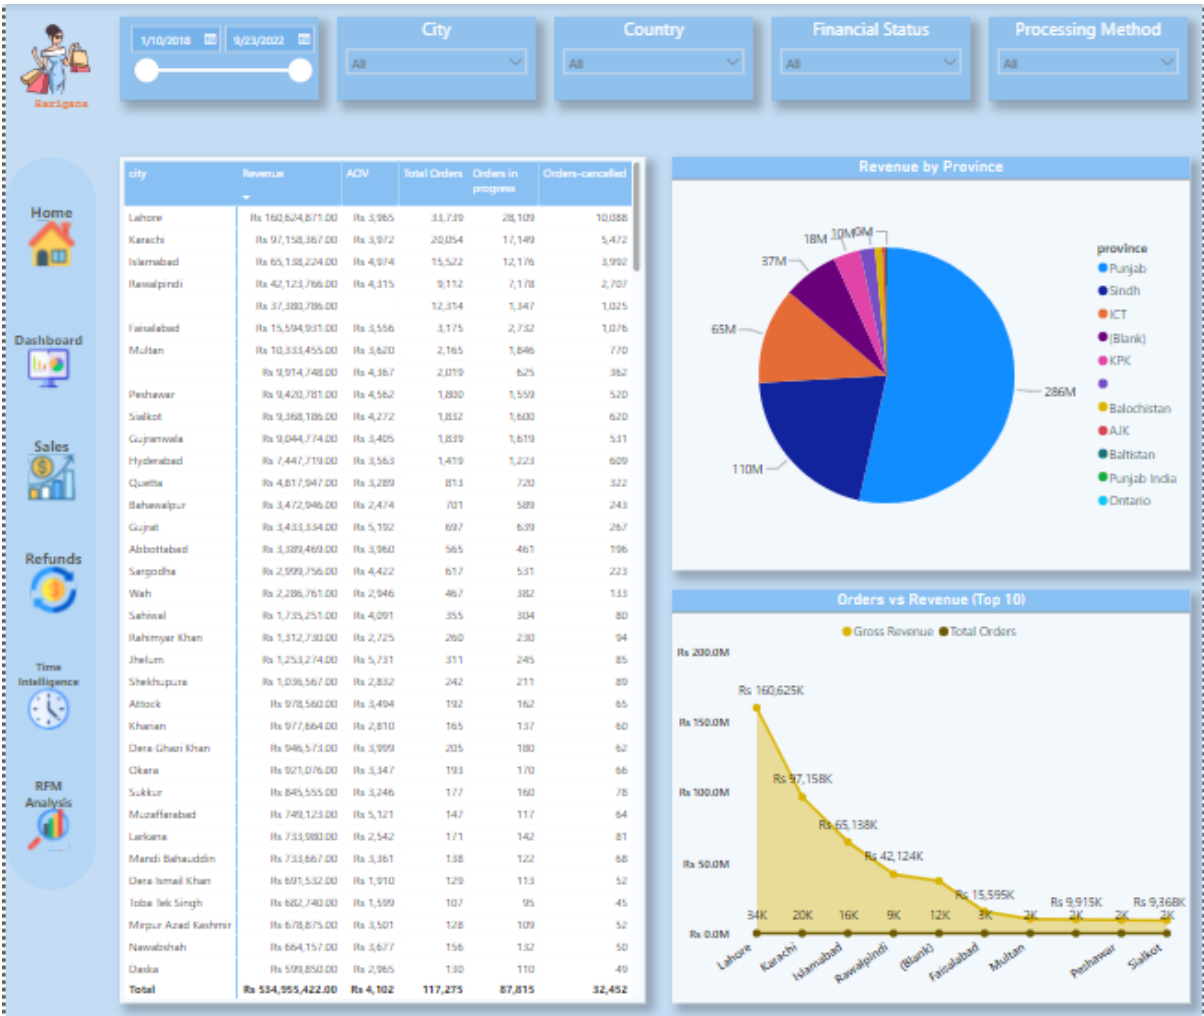 1/10/2018 9/23/2022
City
All
Country
All
Financial Status
All
Processing Method
All
Home
Dashboard
Sales
Refunds
Time
Intelligence
RFM
Analysis
city Revenue AOV Total Orders Orders in progress Orders-cancelled
Lahore Rs 160,624,871.00 Rs 3,965 33,739 28,109 10,088
Karachi Rs 97,158,367.00 Rs 3,972 20,054 17,149 5,472
Islamabad Rs 65,138,224.00 Rs 4,974 15,522 12,176 3,992
Rawalpindi Rs 42,123,766.00 Rs 4,315 9,112 7,178 2,707
Rs 37,380,786.00 12,314 1,347 1,025
Faisalabad Rs 15,594,931.00 Rs 3,556 3,175 2,732 1,076
Multan Rs 10,333,455.00 Rs 3,620 2,165 1,846 770
Rs 9,914,748.00 Rs 4,367 2,019 625 362
Peshawar Rs 9,420,781.00 Rs 4,562 1,800 1,559 520
Sialkot Rs 9,368,186.00 Rs 4,272 1,832 1,600 620
Gujranwala Rs 9,044,774.00 Rs 3,405 1,839 1,619 531
Hyderabad Rs 7,447,719.00 Rs 3,563 1,419 1,223 609
Quetta Rs 4,817,947.00 Rs 3,289 813 720 322
Bahawalpur Rs 3,472,946.00 Rs 2,474 701 589 243
Gujrat Rs 3,433,334.00 Rs 5,192 697 639 267
Abbottabad Rs 3,389,469.00 Rs 3,960 565 461 196
Sargodha Rs 2,999,756.00 Rs 4,422 617 531 223
Wah Rs 2,286,761.00 Rs 2,946 467 382 133
Sahiwal Rs 1,735,251.00 Rs 4,091 355 304 80
Rahimyar Khan Rs 1,312,730.00 Rs 2,725 260 230 94
Jhelum Rs 1,253,274.00 Rs 5,731 311 245 85
Shekhupura Rs 1,036,567.00 Rs 2,832 242 211 89
Attock Rs 978,560.00 Rs 3,494 192 162 65
Kharian Rs 977,664.00 Rs 2,810 165 137 60
Dera Ghazi Khan Rs 946,573.00 Rs 3,999 205 180 62
Okara Rs 921,076.00 Rs 3,347 193 170 66
Sukkur Rs 845,555.00 Rs 3,246 177 160 78
Muzaffarabad Rs 749,123.00 Rs 5,121 147 117 64
Larkana Rs 733,980.00 Rs 2,542 171 142 81
Mandi Bahauddin Rs 733,667.00 Rs 3,361 138 122 68
Dera Ismail Khan Rs 691,532.00 Rs 1,910 129 113 52
Toba Tek Singh Rs 682,740.00 Rs 1,599 107 95 45
Mirpur Azad Kashmir Rs 678,875.00 Rs 3,501 128 109 52
Nawabshah Rs 664,157.00 Rs 3,677 156 132 50
Daska Rs 599,850.00 Rs 2,965 130 110 49
Total Rs 534,955,422.00 Rs 4,102 117,275 87,815 32,452
Revenue by Province
286M
110M
65M
37M
18M
10M
province
Punjab
Sindh
ICT
(Blank)
KPK
Balochistan
AJK
Baltistan
Punjab India
Ontario
Orders vs Revenue (Top 10)
Gross Revenue Total Orders
Rs 200.0M
Rs 150.0M
Rs 100.0M
Rs 50.0M
Rs 0.0M
Rs 160,625K
Rs 97,158K
Rs 65,138K
Rs 42,124K
Rs 15,595K
Rs 9,915K
Rs 9,368K
34K 20K 16K 9K 12K 3K 2K 2K 2K 2K
Lahore Karachi Islamabad Rawalpindi (Blank) Faisalabad Multan Peshawar Sialkot